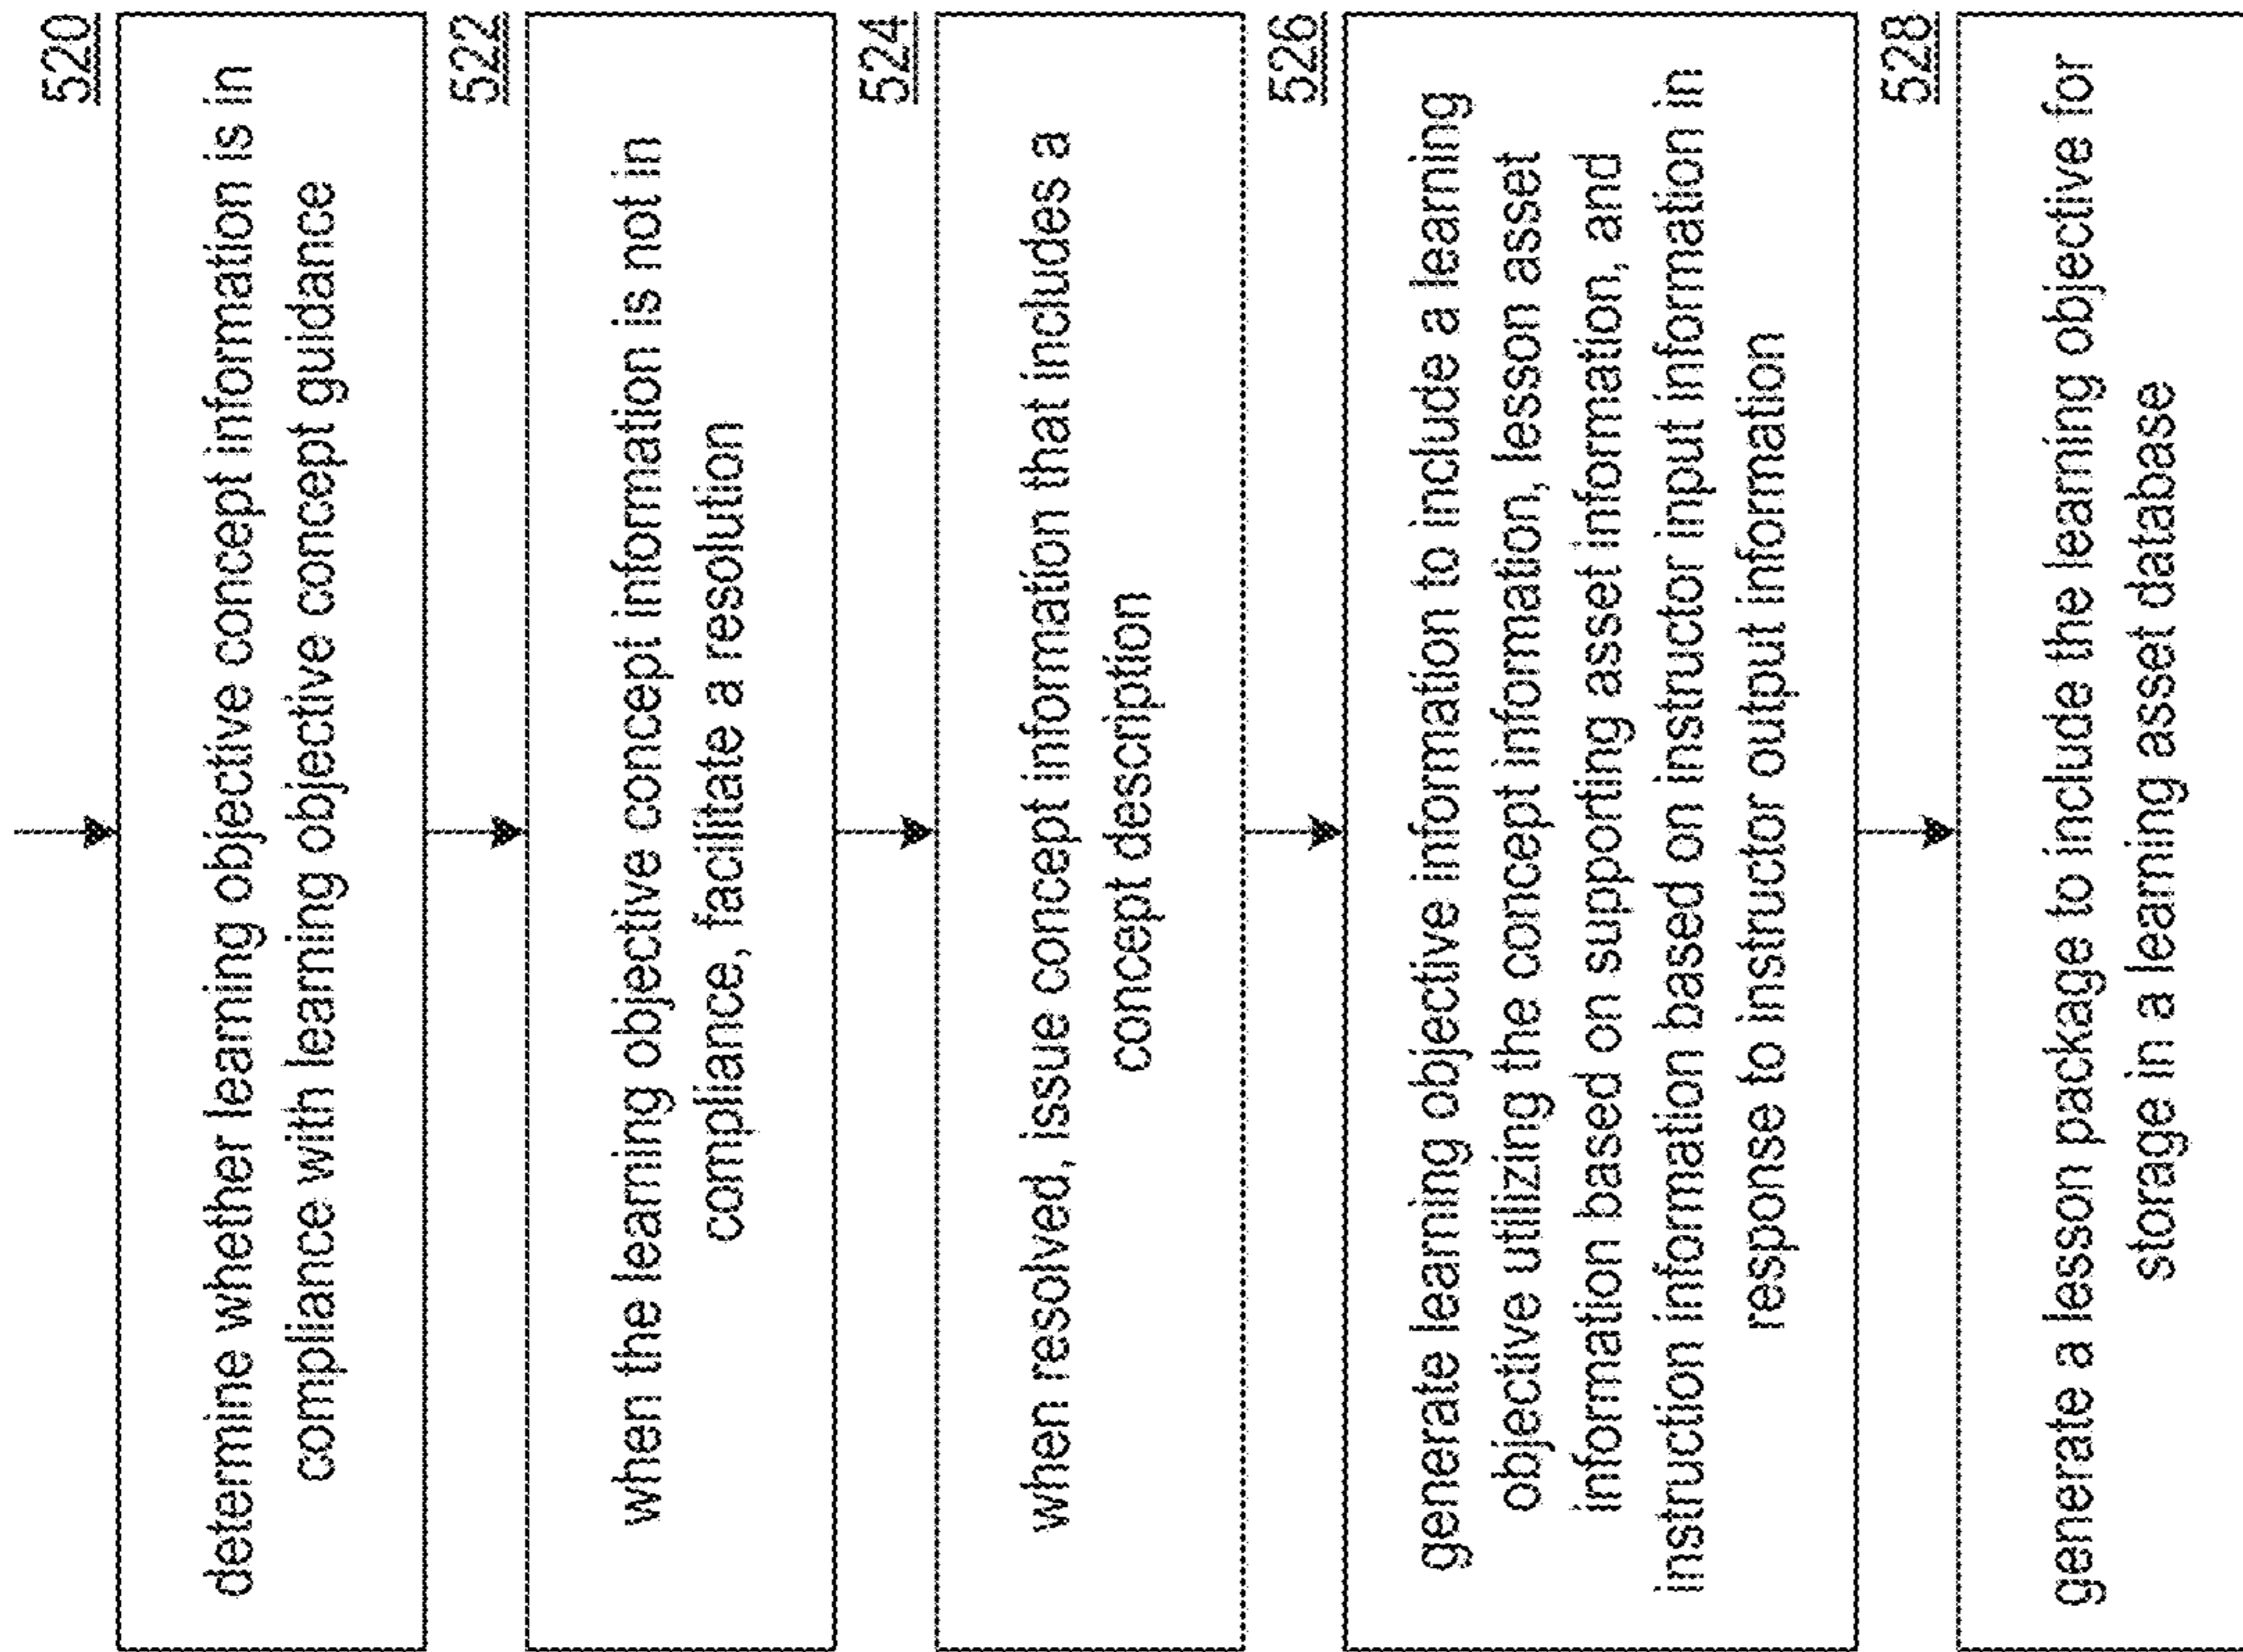 520
determine whether learning objective concept information is in
compliance with learning objective concept guidance
522
when the learning objective concept information is not in
compliance, facilitate a resolution
524
when resolved, issue concept information that includes a
concept description
526
generate learning objective information to include a learning
objective utilizing the concept information, lesson asset
information based on supporting asset information, and
instruction information based on instructor input information in
response to instructor output information
528
generate a lesson package to include the learning objective for
storage in a learning asset database